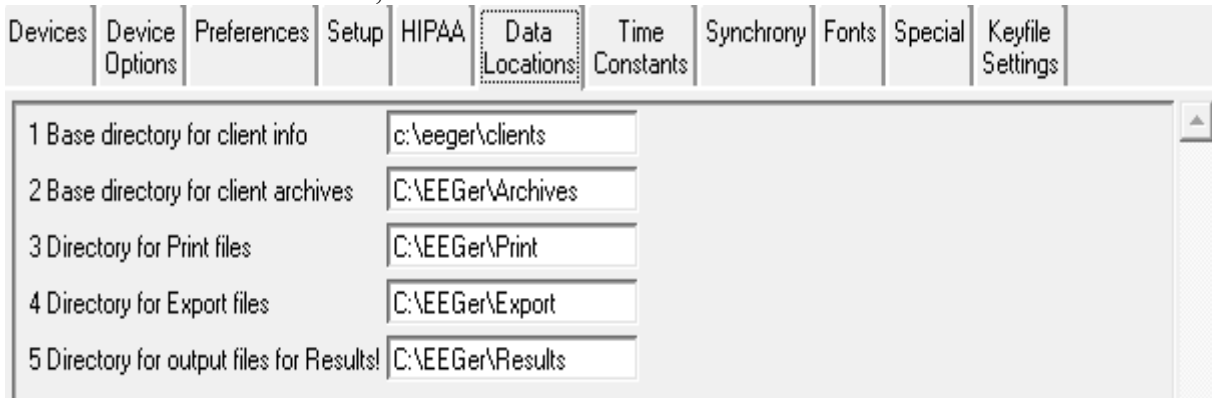 Devices Device Options Preferences Setup HIPAA Data Locations Time Constants Synchrony Fonts Special Keyfile Settings
1 Base directory for client info c:\eeger\clients
2 Base directory for client archives C:\EEGer\Archives
3 Directory for Print files C:\EEGer\Print
4 Directory for Export files C:\EEGer\Export
5 Directory for output files for Results! C:\EEGer\Results